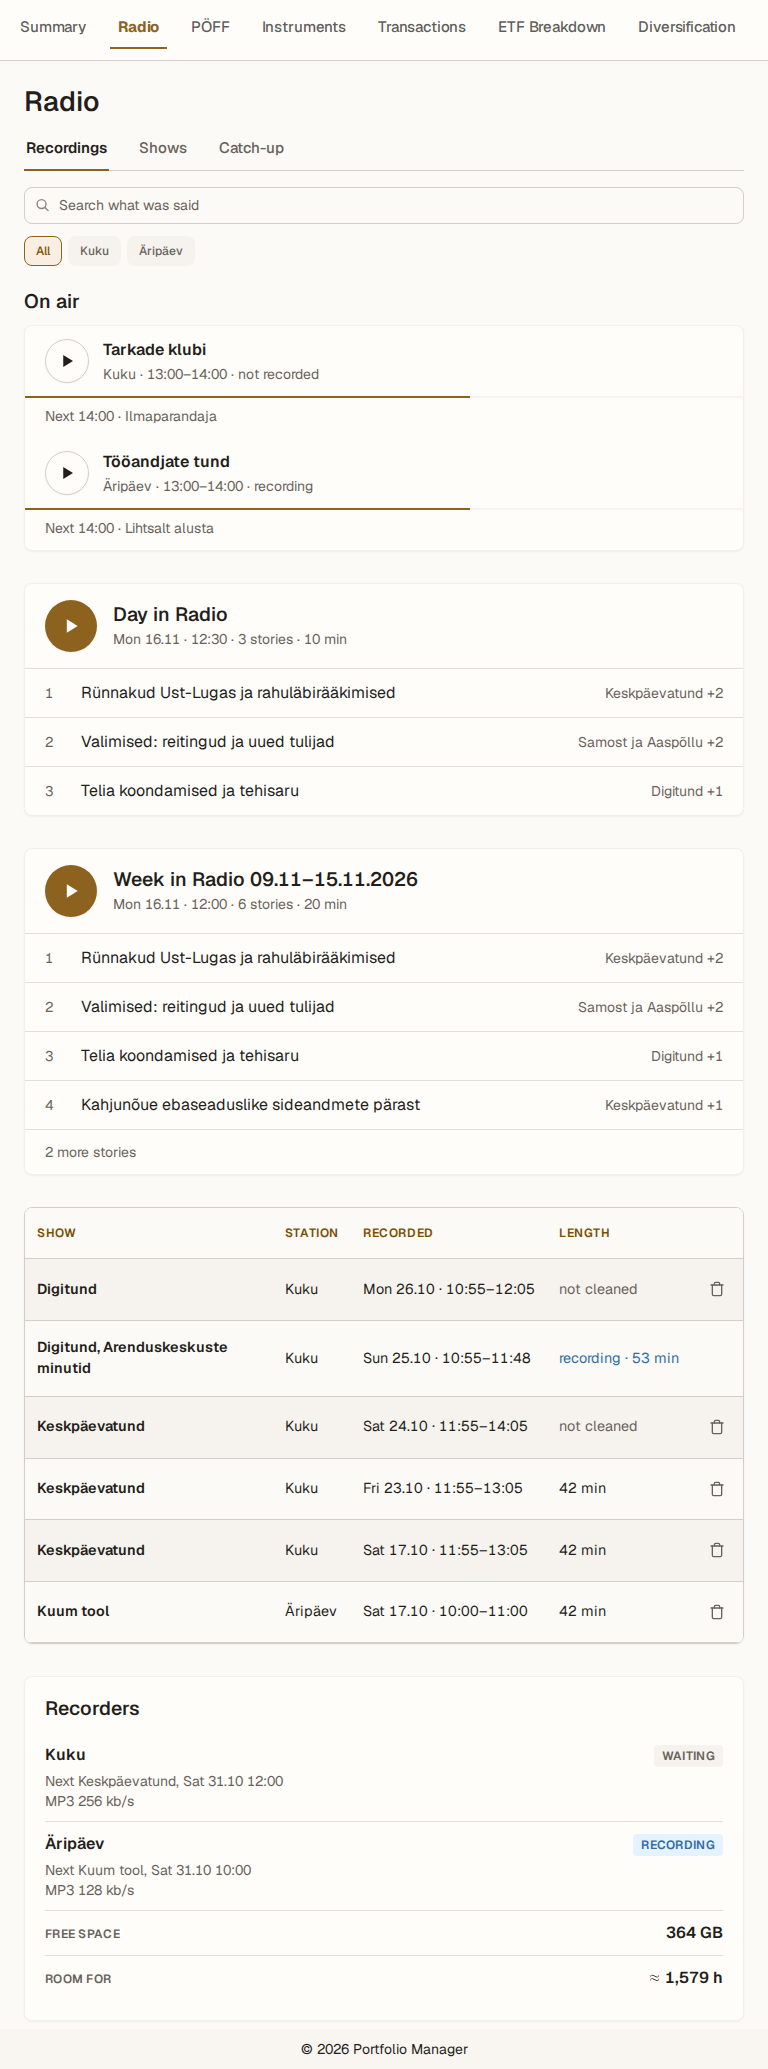 Summary Radio PÖFF Instruments Transactions ETF Breakdown Diversification
Radio
Recordings Shows Catch-up
Search what was said
All Kuku Äripäev
On air
Tarkade klubi
Kuku · 13:00–14:00 · not recorded
Next 14:00 · Ilmaparandaja
Tööandjate tund
Äripäev · 13:00–14:00 · recording
Next 14:00 · Lihtsalt alusta
Day in Radio
Mon 16.11 · 12:30 · 3 stories · 10 min
1 Rünnakud Ust-Lugas ja rahuläbirääkimised Keskpäevatund +2
2 Valimised: reitingud ja uued tulijad Samost ja Aaspõllu +2
3 Telia koondamised ja tehisaru Digitund +1
Week in Radio 09.11–15.11.2026
Mon 16.11 · 12:00 · 6 stories · 20 min
1 Rünnakud Ust-Lugas ja rahuläbirääkimised Keskpäevatund +2
2 Valimised: reitingud ja uued tulijad Samost ja Aaspõllu +2
3 Telia koondamised ja tehisaru Digitund +1
4 Kahjunõue ebaseaduslike sideandmete pärast Keskpäevatund +1
2 more stories
SHOW STATION RECORDED LENGTH
Digitund Kuku Mon 26.10 · 10:55–12:05 not cleaned
Digitund, Arenduskeskuste
minutid Kuku Sun 25.10 · 10:55–11:48 recording · 53 min
Keskpäevatund Kuku Sat 24.10 · 11:55–14:05 not cleaned
Keskpäevatund Kuku Fri 23.10 · 11:55–13:05 42 min
Keskpäevatund Kuku Sat 17.10 · 11:55–13:05 42 min
Kuum tool Äripäev Sat 17.10 · 10:00–11:00 42 min
Recorders
Kuku WAITING
Next Keskpäevatund, Sat 31.10 12:00
MP3 256 kb/s
Äripäev RECORDING
Next Kuum tool, Sat 31.10 10:00
MP3 128 kb/s
FREE SPACE 364 GB
ROOM FOR ≈ 1,579 h
© 2026 Portfolio Manager